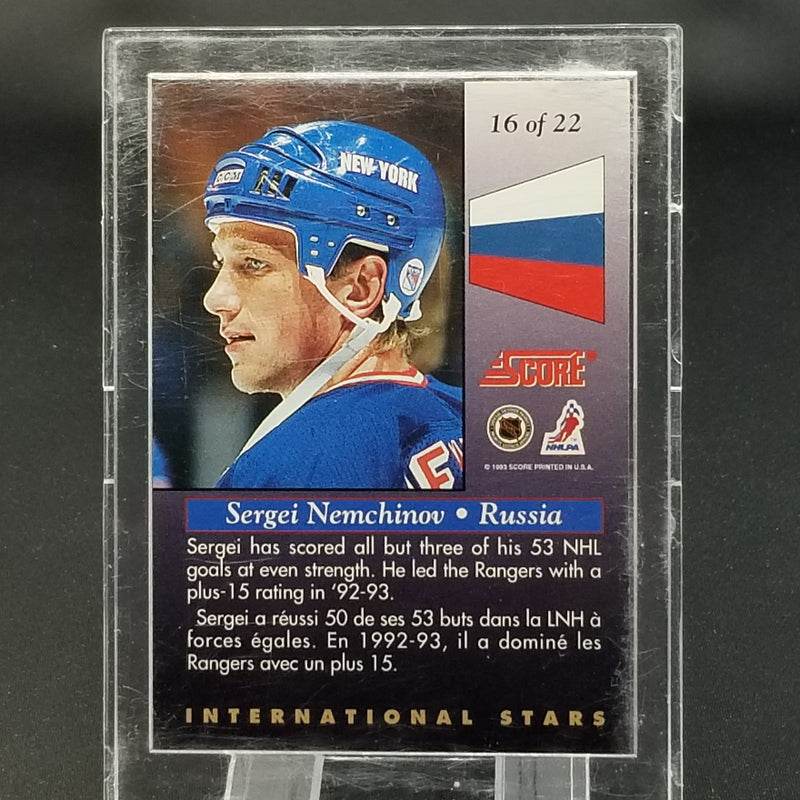 16 of 22
NEW YORK
CCM
SCORE
NHLPA
© 1993 SCORE PRINTED IN U.S.A.
Sergei Nemchinov • Russia
Sergei has scored all but three of his 53 NHL
goals at even strength. He led the Rangers with a
plus-15 rating in '92-93.
Sergei a réussi 50 de ses 53 buts dans la LNH à
forces égales. En 1992-93, il a dominé les
Rangers avec un plus 15.
INTERNATIONAL STARS